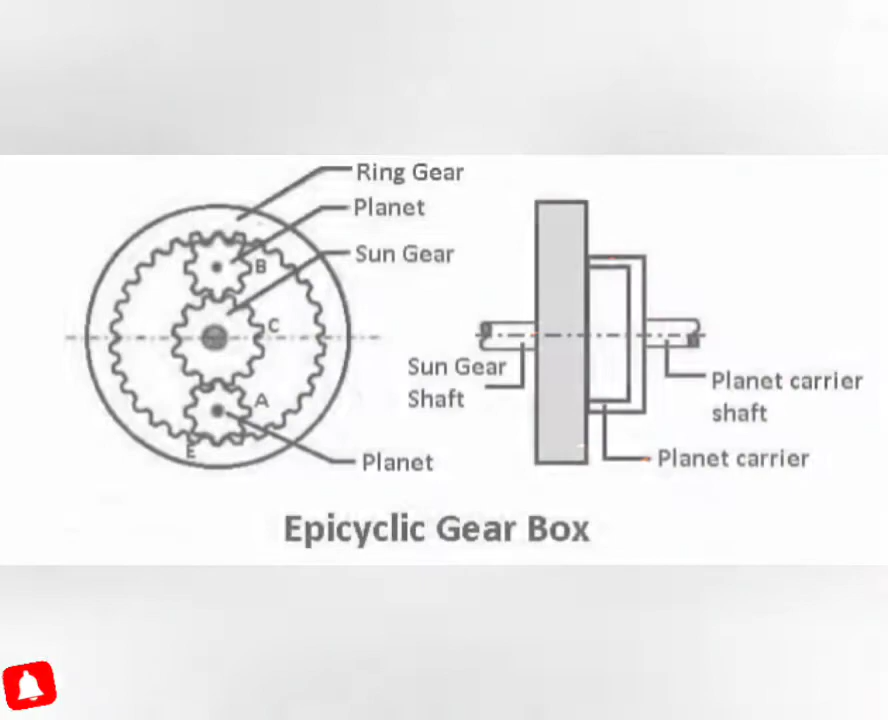 Ring Gear
Planet
Sun Gear
B
C
A
E
Planet
Sun Gear
Shaft
Planet carrier
shaft
Planet carrier
Epicyclic Gear Box